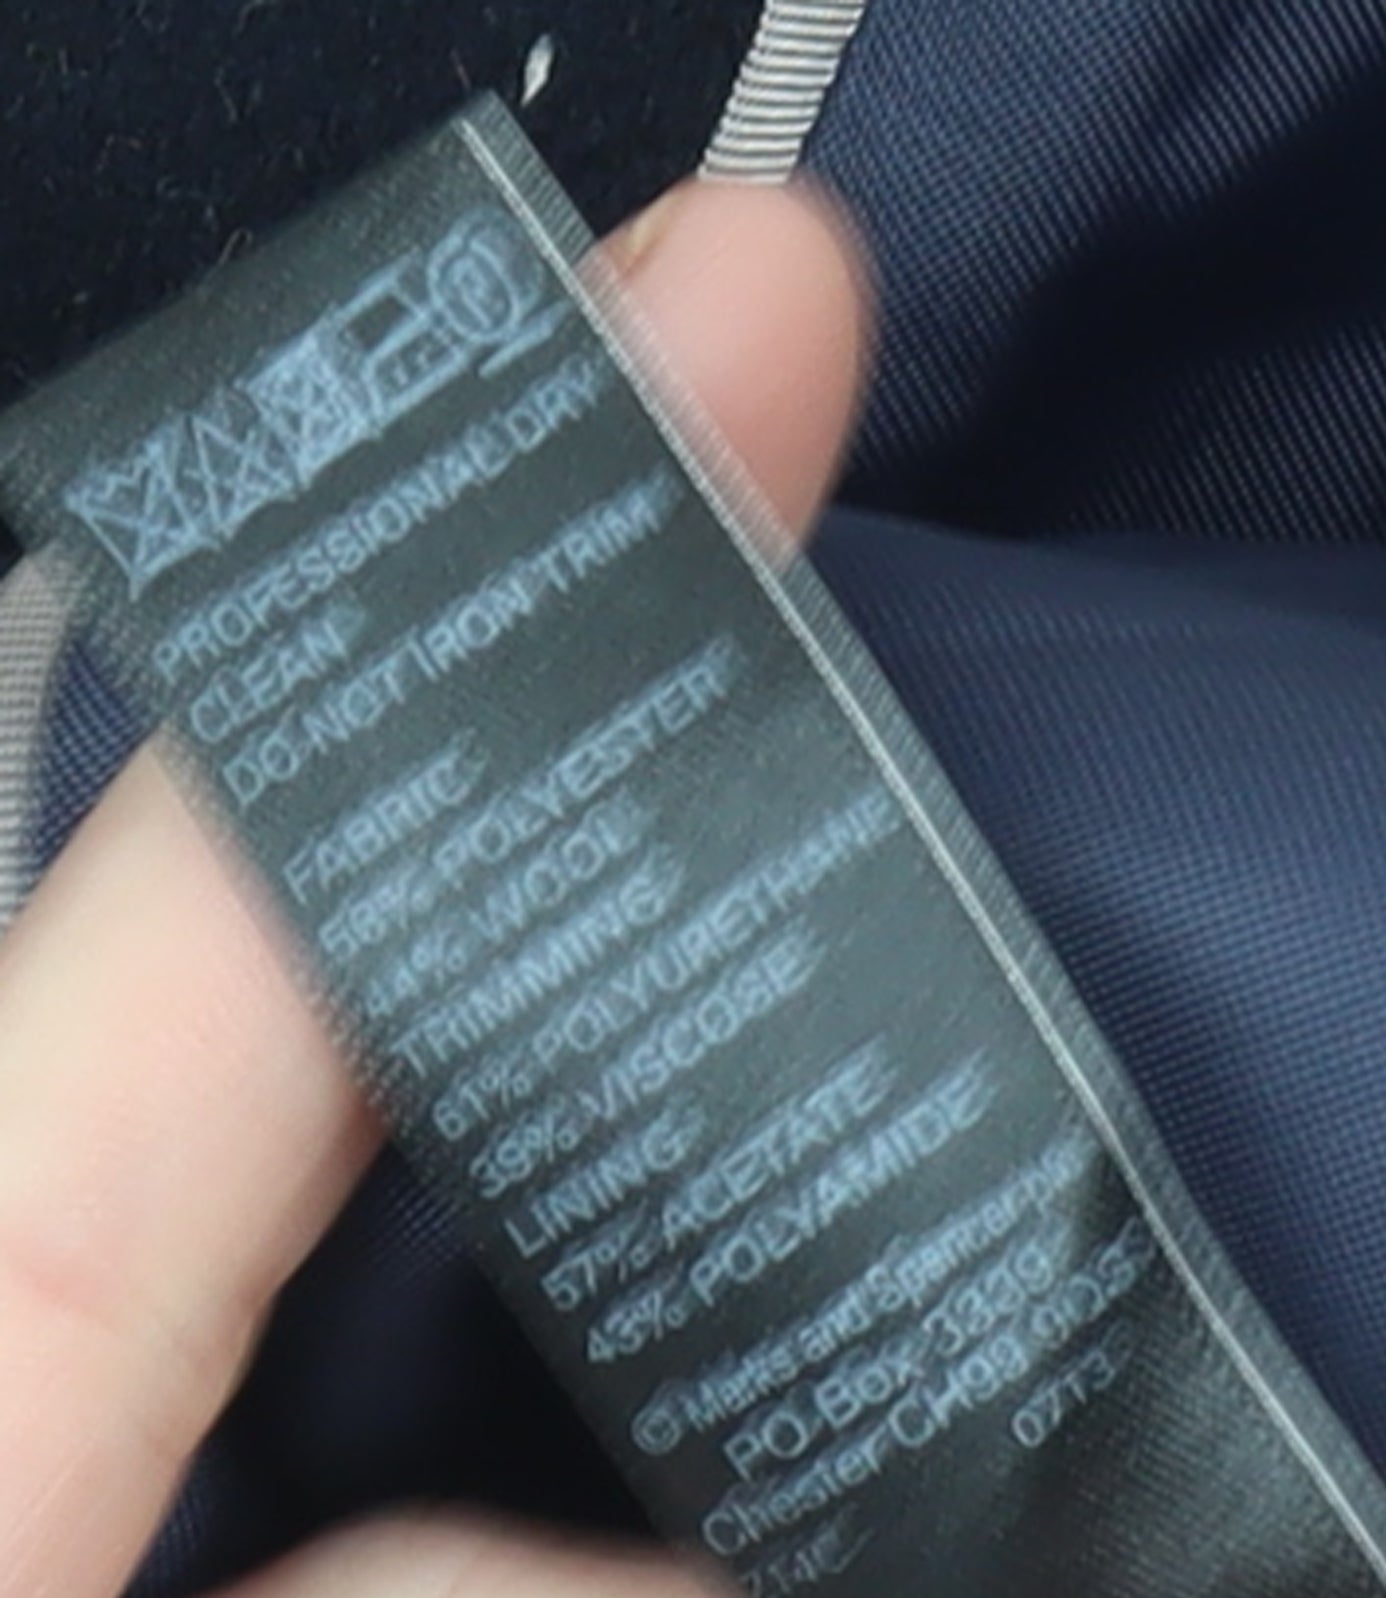 PROFESSIONAL DRY
CLEAN
DO NOT IRON TRIM
FABRIC
POLYESTER
44% WOOL
TRIMMING
61% POLYURETHANE
39% VISCOSE
LINING
57% ACETATE
43% POLYAMIDE
© Marks and Spencer plc
PO Box 3339
Chester CH99 9QS